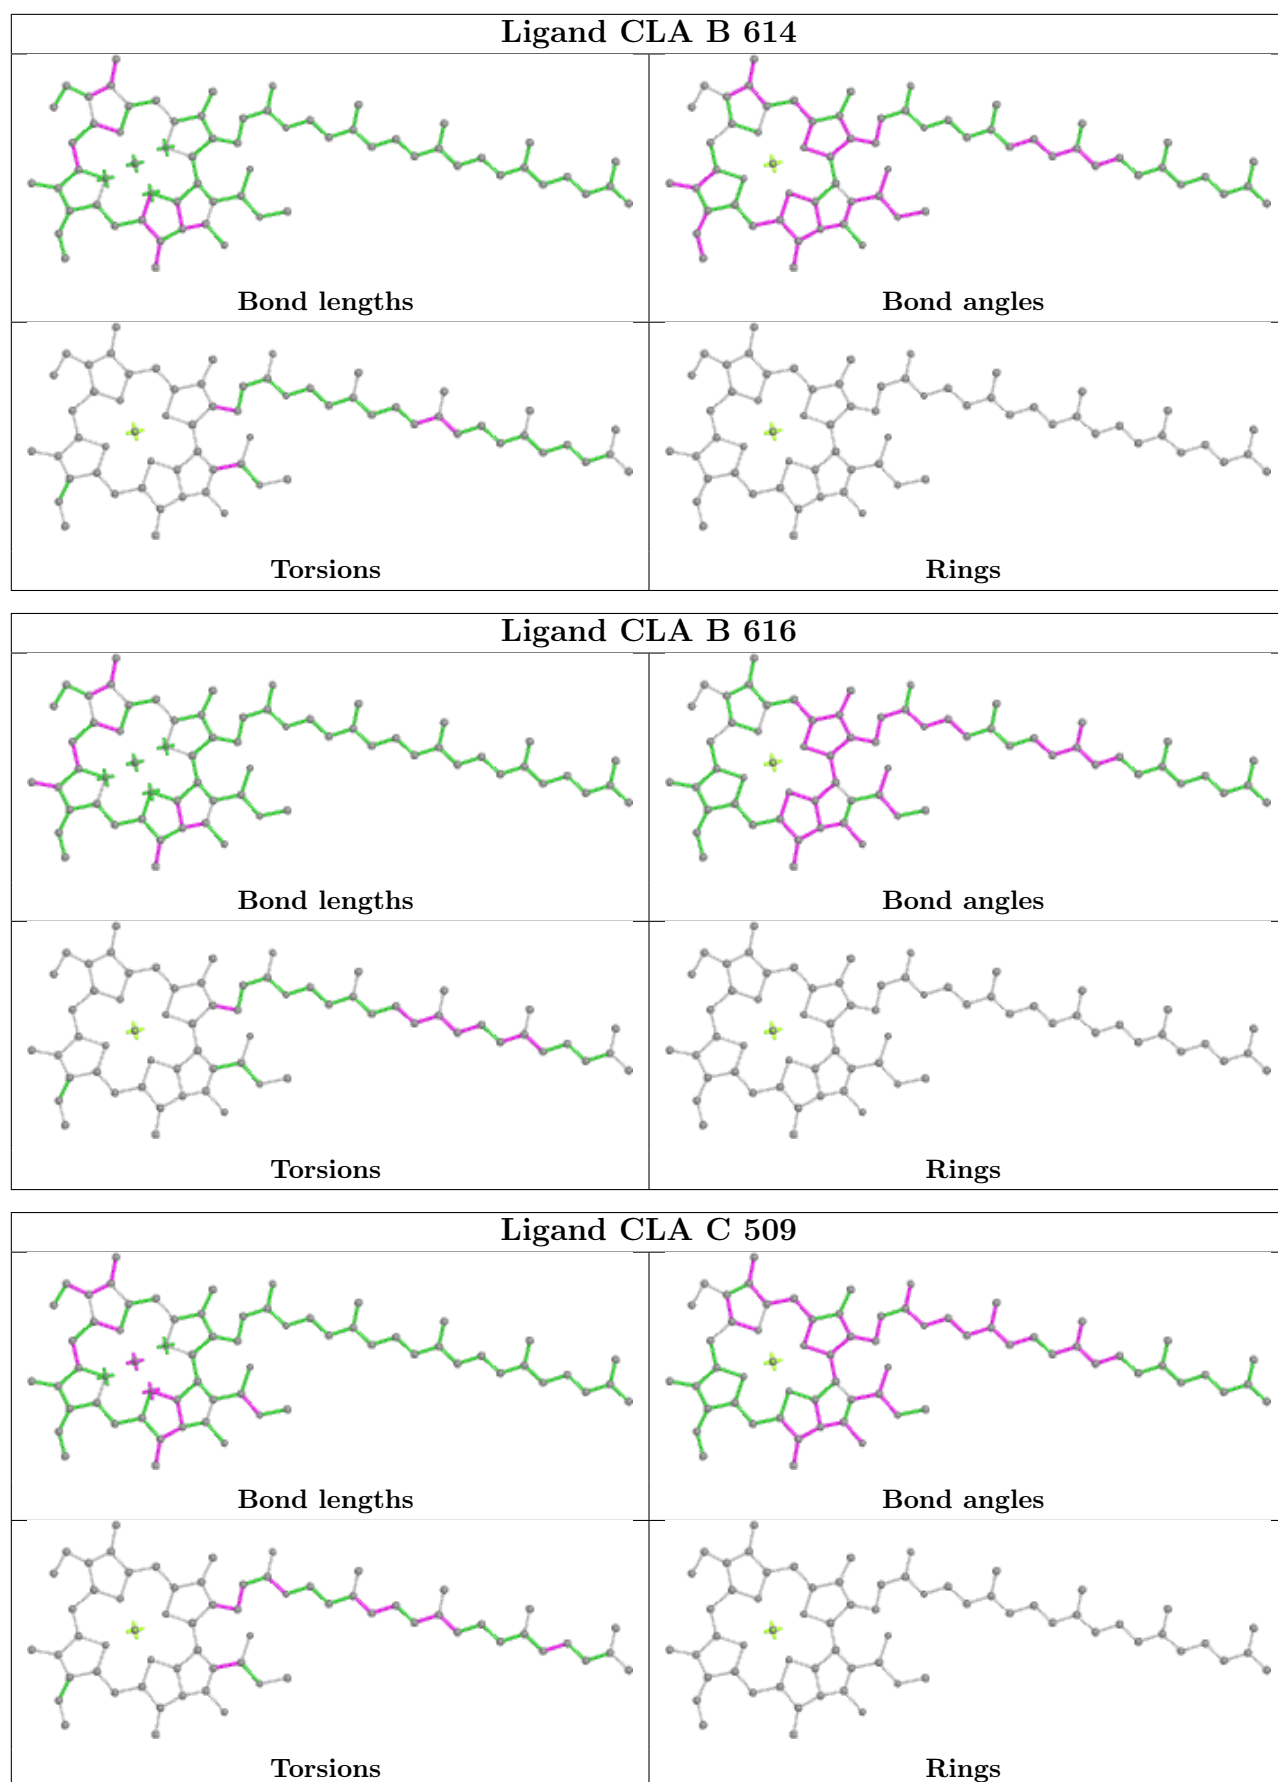 Ligand CLA B 614
Bond lengths
Bond angles
Torsions
Rings
Ligand CLA B 616
Bond lengths
Bond angles
Torsions
Rings
Ligand CLA C 509
Bond lengths
Bond angles
Torsions
Rings